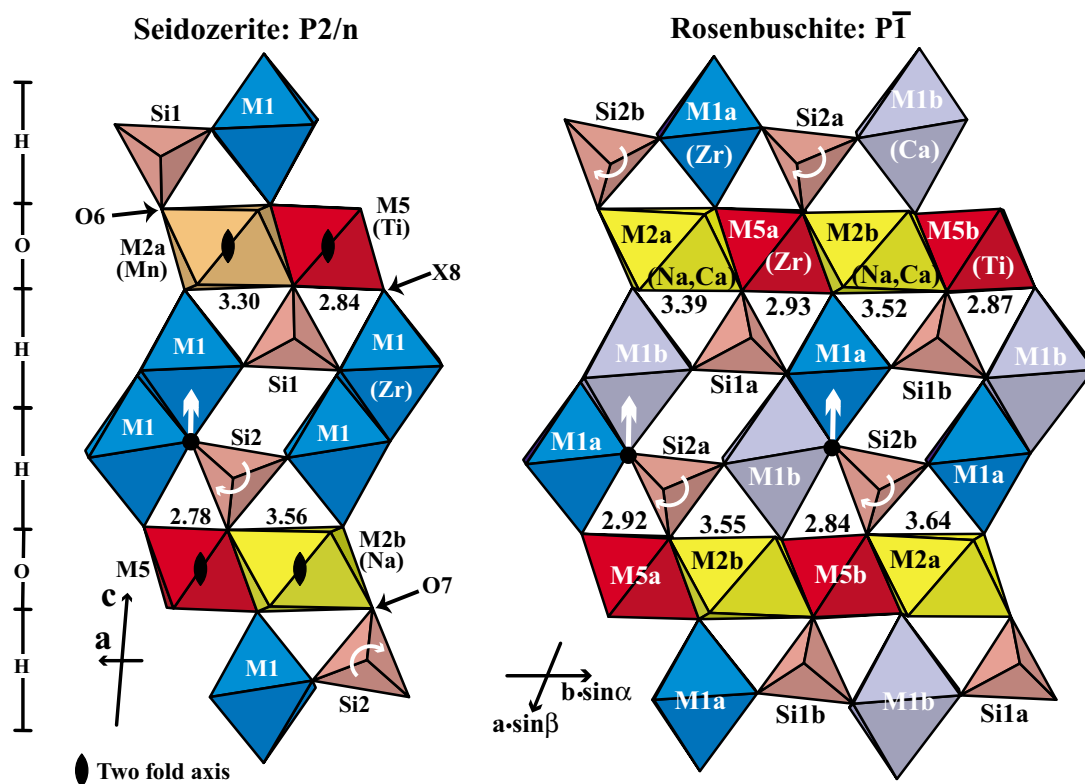 Seidozerite: P2/n
Rosenbuschite: P1̅
H
O
H
H
O
H
Si1
M1
O6
M2a
(Mn)
M5
(Ti)
X8
3.30
2.84
M1
Si1
M1
(Zr)
M1
Si2
M1
2.78
3.56
M5
M2b
(Na)
O7
M1
Si2
c
a
Two fold axis
Si2b
M1a
(Zr)
Si2a
M1b
(Ca)
M2a
(Na,Ca)
M5a
(Zr)
M2b
(Na,Ca)
M5b
(Ti)
3.39
2.93
3.52
2.87
M1b
Si1a
M1a
Si1b
M1b
M1a
Si2a
M1b
Si2b
M1a
2.92
3.55
2.84
3.64
M5a
M2b
M5b
M2a
M1a
Si1b
M1b
Si1a
b·sinα
a·sinβ